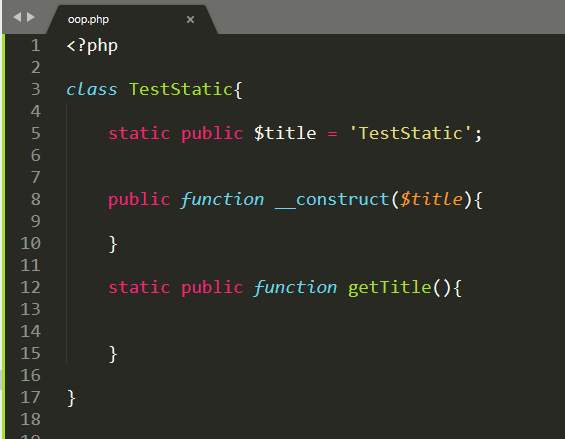 oop.php ×
1 <?php
2
3 class TestStatic{
4
5 static public $title = 'TestStatic';
6
7
8 public function __construct($title){
9
10 }
11
12 static public function getTitle(){
13
14
15 }
16
17 }
18